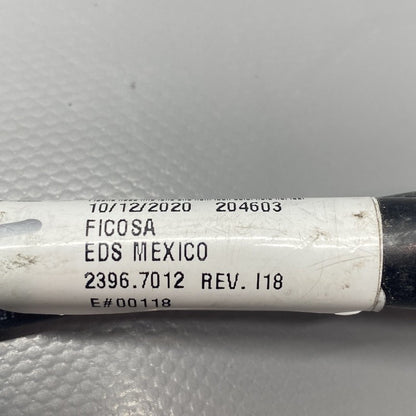 10/12/2020 204603
FICOSA
EDS MEXICO
2396.7012 REV. I18
E#00118